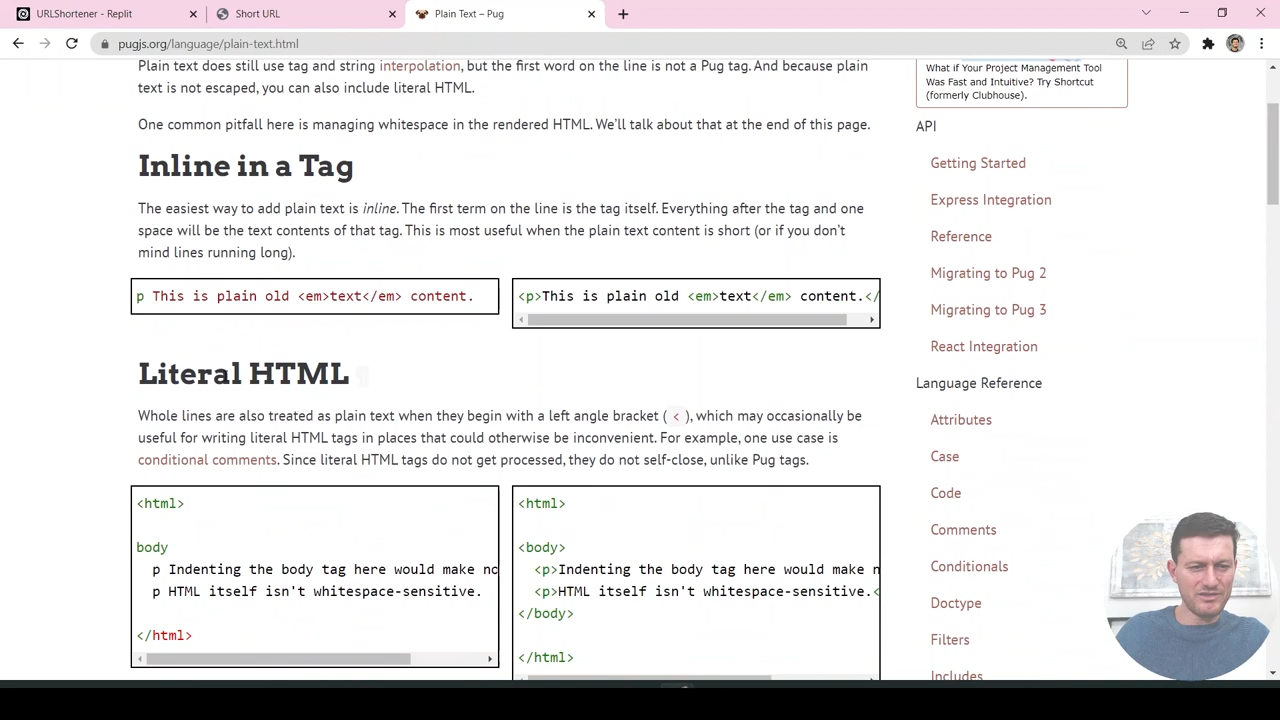 URLShortener - Replit
Short URL
Plain Text – Pug
pugjs.org/language/plain-text.html
Plain text does still use tag and string interpolation, but the first word on the line is not a Pug tag. And because plain
text is not escaped, you can also include literal HTML.
One common pitfall here is managing whitespace in the rendered HTML. We'll talk about that at the end of this page.
Inline in a Tag
The easiest way to add plain text is inline. The first term on the line is the tag itself. Everything after the tag and one
space will be the text contents of that tag. This is most useful when the plain text content is short (or if you don't
mind lines running long).
p This is plain old <em>text</em> content.
<p>This is plain old <em>text</em> content.</
Literal HTML
Whole lines are also treated as plain text when they begin with a left angle bracket ( < ), which may occasionally be
useful for writing literal HTML tags in places that could otherwise be inconvenient. For example, one use case is
conditional comments. Since literal HTML tags do not get processed, they do not self-close, unlike Pug tags.
<html>
body
p Indenting the body tag here would make no
p HTML itself isn't whitespace-sensitive.
</html>
<html>
<body>
<p>Indenting the body tag here would make n
<p>HTML itself isn't whitespace-sensitive.<
</body>
</html>
What if Your Project Management Tool
Was Fast and Intuitive? Try Shortcut
(formerly Clubhouse).
API
Getting Started
Express Integration
Reference
Migrating to Pug 2
Migrating to Pug 3
React Integration
Language Reference
Attributes
Case
Code
Comments
Conditionals
Doctype
Filters
Includes